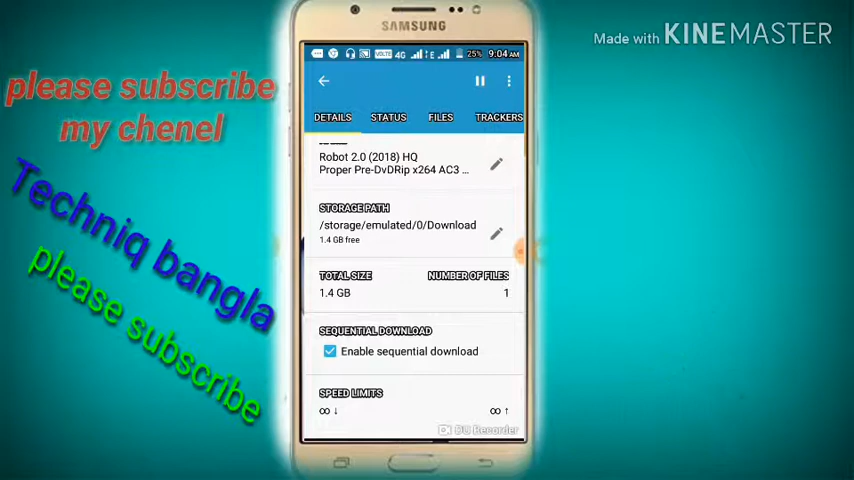 SAMSUNG
Made with KINEMASTER
VOLTE 4G E 25% 9:04 AM
please subscribe
my chenel
DETAILS STATUS FILES TRACKERS
Robot 2.0 (2018) HQ
Proper Pre-DvDRip x264 AC3 ...
Techniq bangla
STORAGE PATH
/storage/emulated/0/Download
1.4 GB free
please subscribe
TOTAL SIZE NUMBER OF FILES
1.4 GB 1
SEQUENTIAL DOWNLOAD
Enable sequential download
SPEED LIMITS
∞ ↓ ∞ ↑
DU Recorder